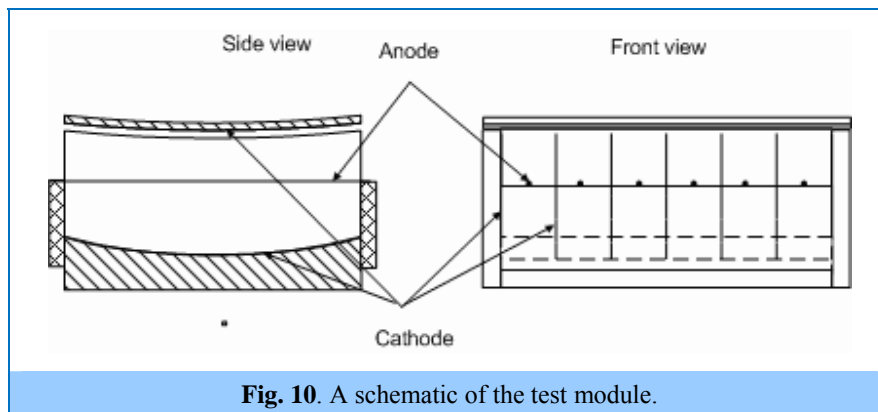 Side view
Anode
Front view
Cathode
Fig. 10. A schematic of the test module.